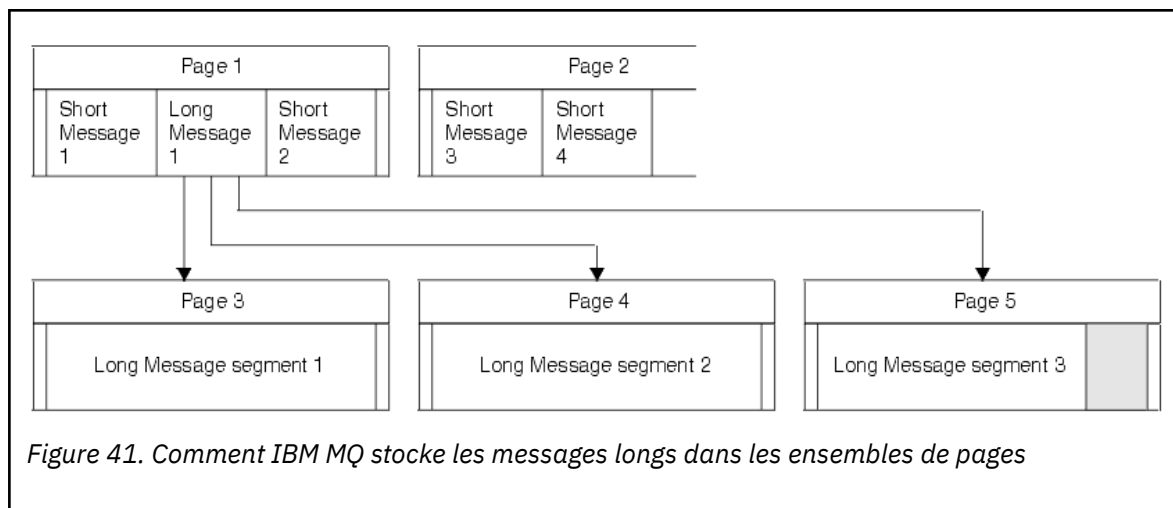 Page 1
Page 2
Short
Message
1
Long
Message
1
Short
Message
2
Short
Message
3
Short
Message
4
Page 3
Page 4
Page 5
Long Message segment 1
Long Message segment 2
Long Message segment 3
Figure 41. Comment IBM MQ stocke les messages longs dans les ensembles de pages